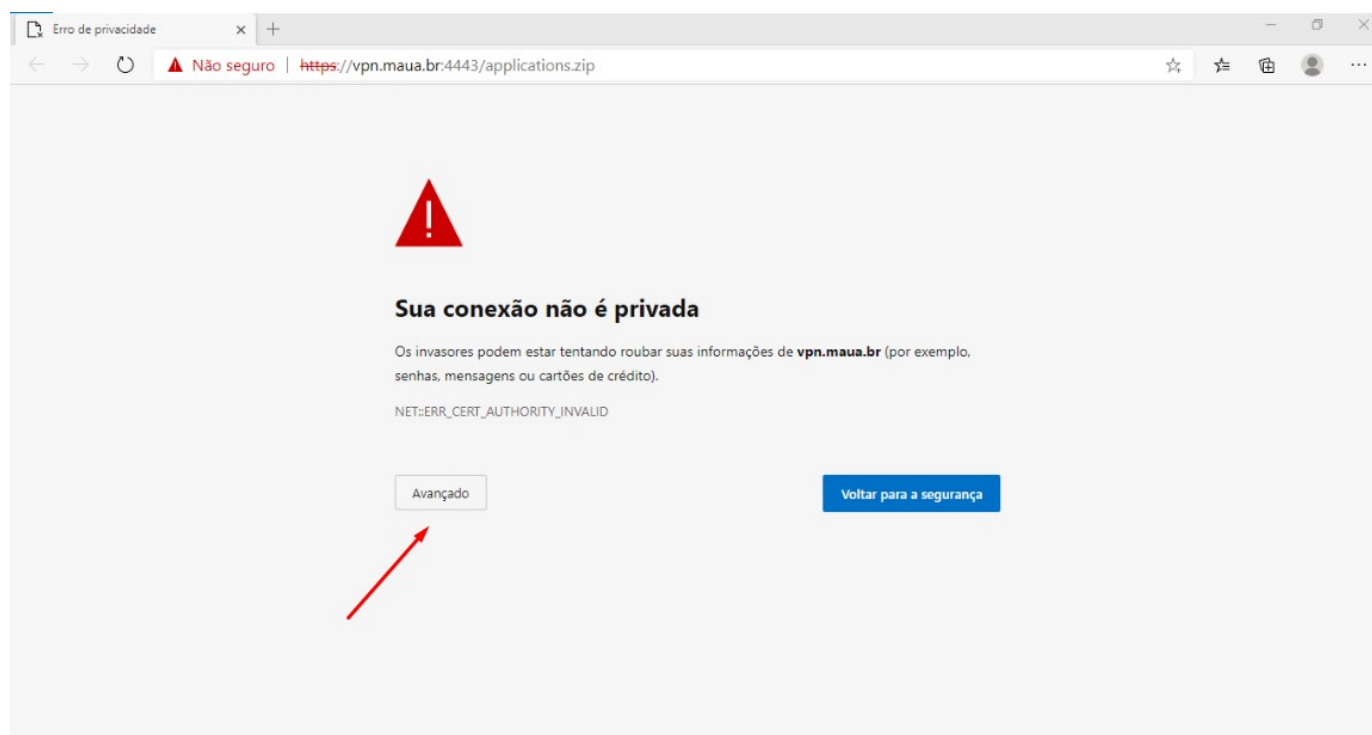 Erro de privacidade
Não seguro | https://vpn.maua.br:4443/applications.zip
!
Sua conexão não é privada
Os invasores podem estar tentando roubar suas informações de vpn.maua.br (por exemplo,
senhas, mensagens ou cartões de crédito).
NET::ERR_CERT_AUTHORITY_INVALID
Avançado
Voltar para a segurança